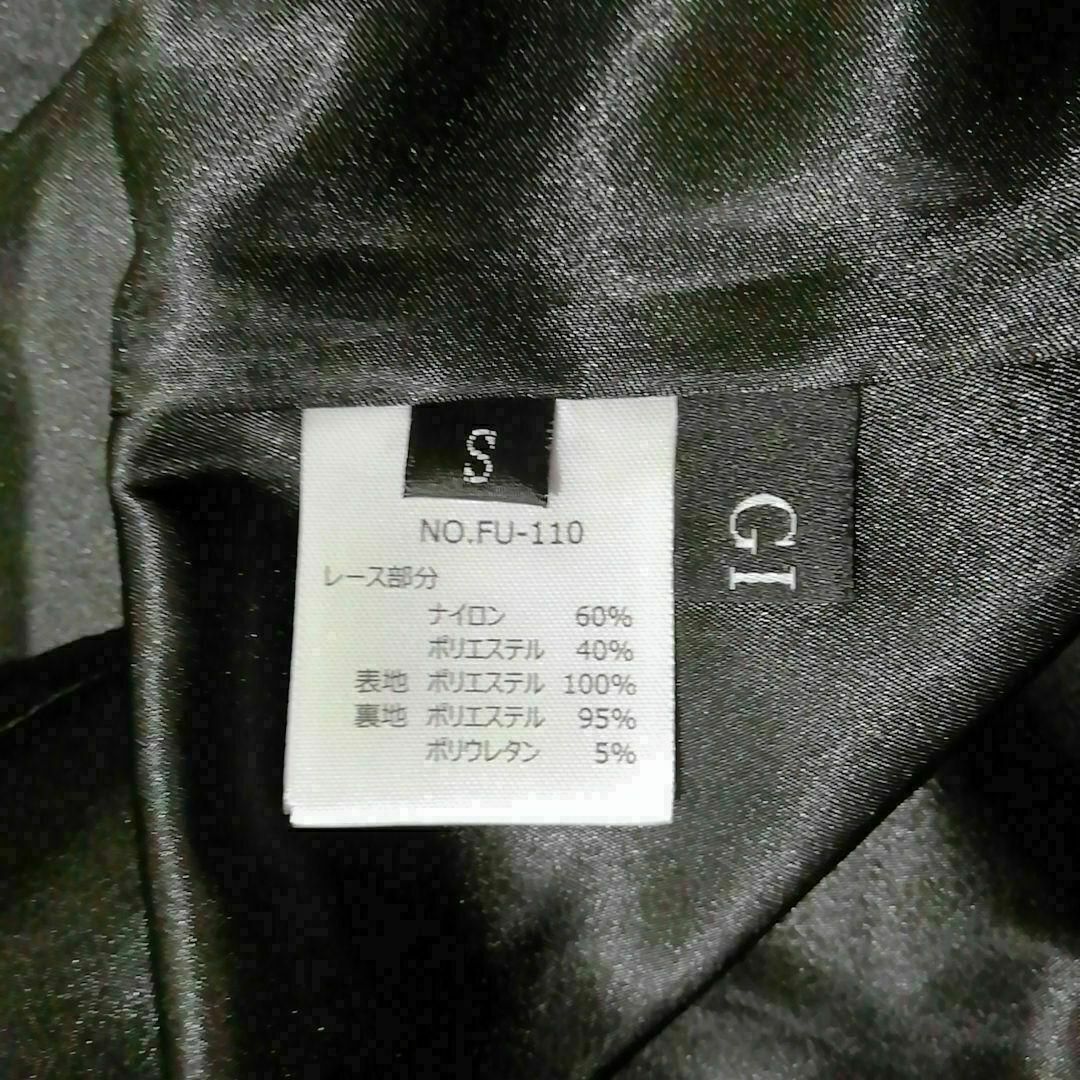 S
NO.FU-110
レース部分
ナイロン 60%
ポリエステル 40%
表地 ポリエステル 100%
裏地 ポリエステル 95%
ポリウレタン 5%
GI